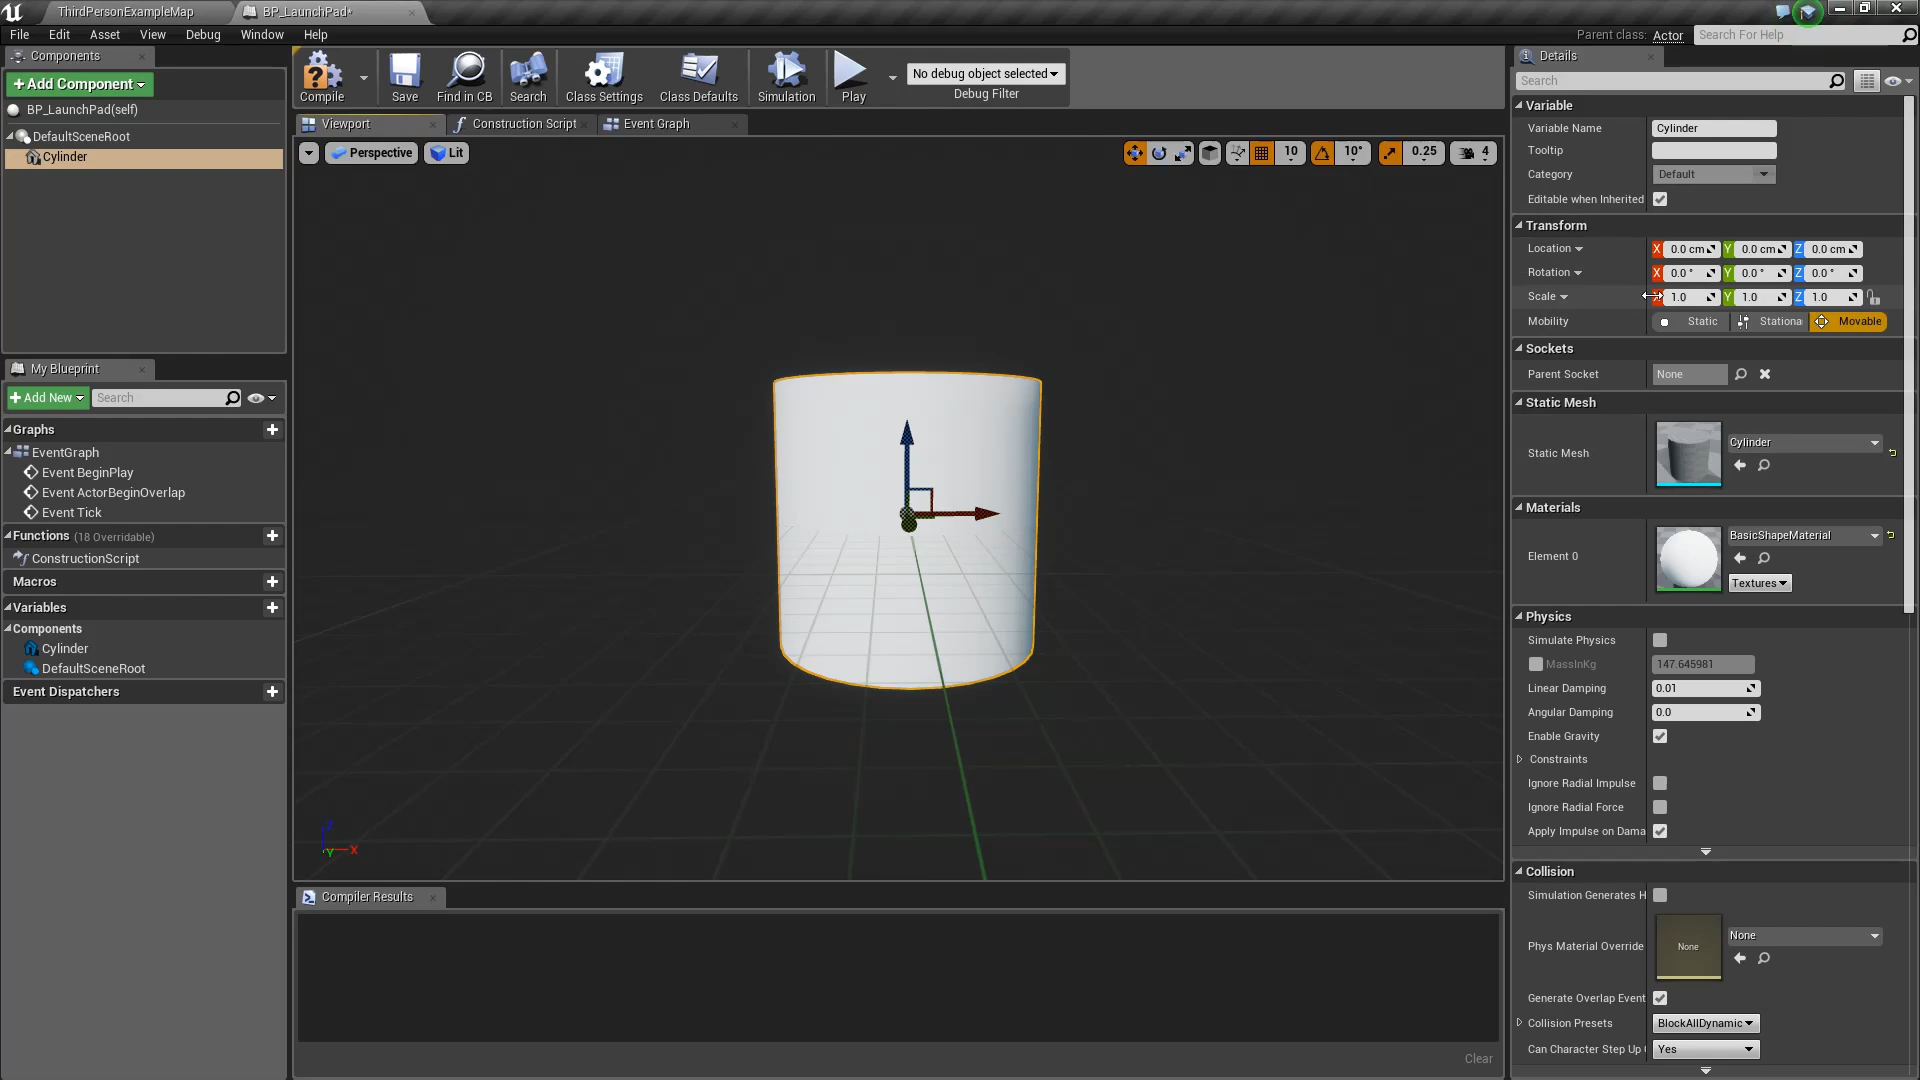 ThirdPersonExampleMap
BP_LaunchPad*
File Edit Asset View Debug Window Help
Parent class: Actor
Search For Help
Components
Add Component
BP_LaunchPad(self)
DefaultSceneRoot
Cylinder
My Blueprint
Add New
Search
Graphs
EventGraph
Event BeginPlay
Event ActorBeginOverlap
Event Tick
Functions (18 Overridable)
ConstructionScript
Macros
Variables
Components
Cylinder
DefaultSceneRoot
Event Dispatchers
Compile
Save
Find in CB
Search
Class Settings
Class Defaults
Simulation
Play
No debug object selected
Debug Filter
Viewport
Construction Script
Event Graph
Perspective
Lit
10
10°
0.25
4
Z
Y
X
Compiler Results
Clear
Details
Search
Variable
Variable Name Cylinder
Tooltip
Category Default
Editable when Inherited
Transform
Location X 0.0 cm Y 0.0 cm Z 0.0 cm
Rotation X 0.0 ° Y 0.0 ° Z 0.0 °
Scale X 1.0 Y 1.0 Z 1.0
Mobility Static Stationa Movable
Sockets
Parent Socket None
Static Mesh
Static Mesh Cylinder
Materials
Element 0 BasicShapeMaterial
Textures
Physics
Simulate Physics
MassInKg 147.645981
Linear Damping 0.01
Angular Damping 0.0
Enable Gravity
Constraints
Ignore Radial Impulse
Ignore Radial Force
Apply Impulse on Dama
Collision
Simulation Generates H
Phys Material Override None None
Generate Overlap Event
Collision Presets BlockAllDynamic
Can Character Step Up Yes